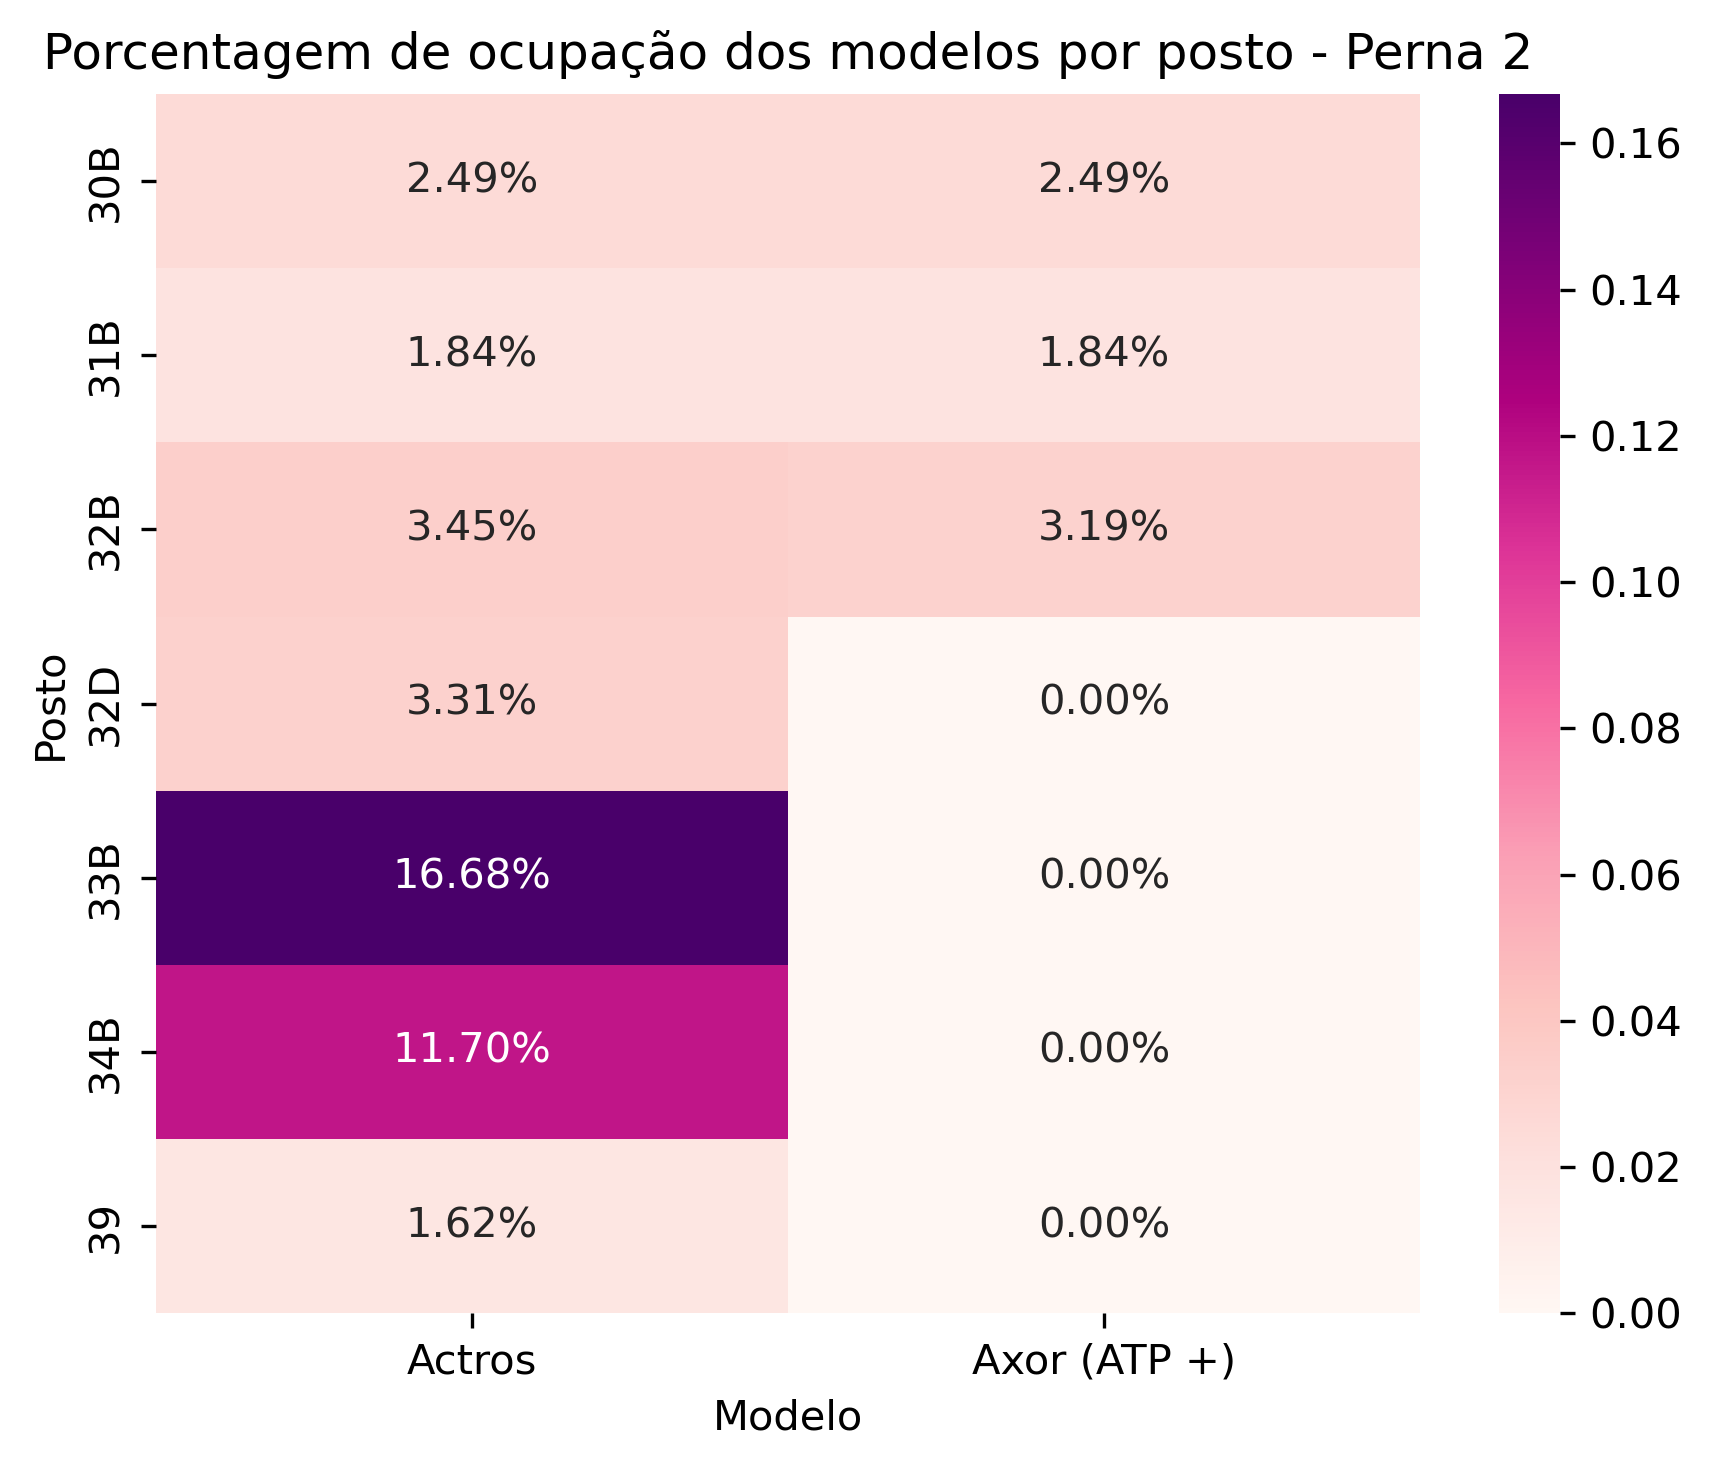 Porcentagem de ocupação dos modelos por posto - Perna 2
Posto
30B
2.49%
2.49%
31B
1.84%
1.84%
32B
3.45%
3.19%
32D
3.31%
0.00%
33B
16.68%
0.00%
34B
11.70%
0.00%
39
1.62%
0.00%
Actros
Axor (ATP +)
Modelo
0.16
0.14
0.12
0.10
0.08
0.06
0.04
0.02
0.00